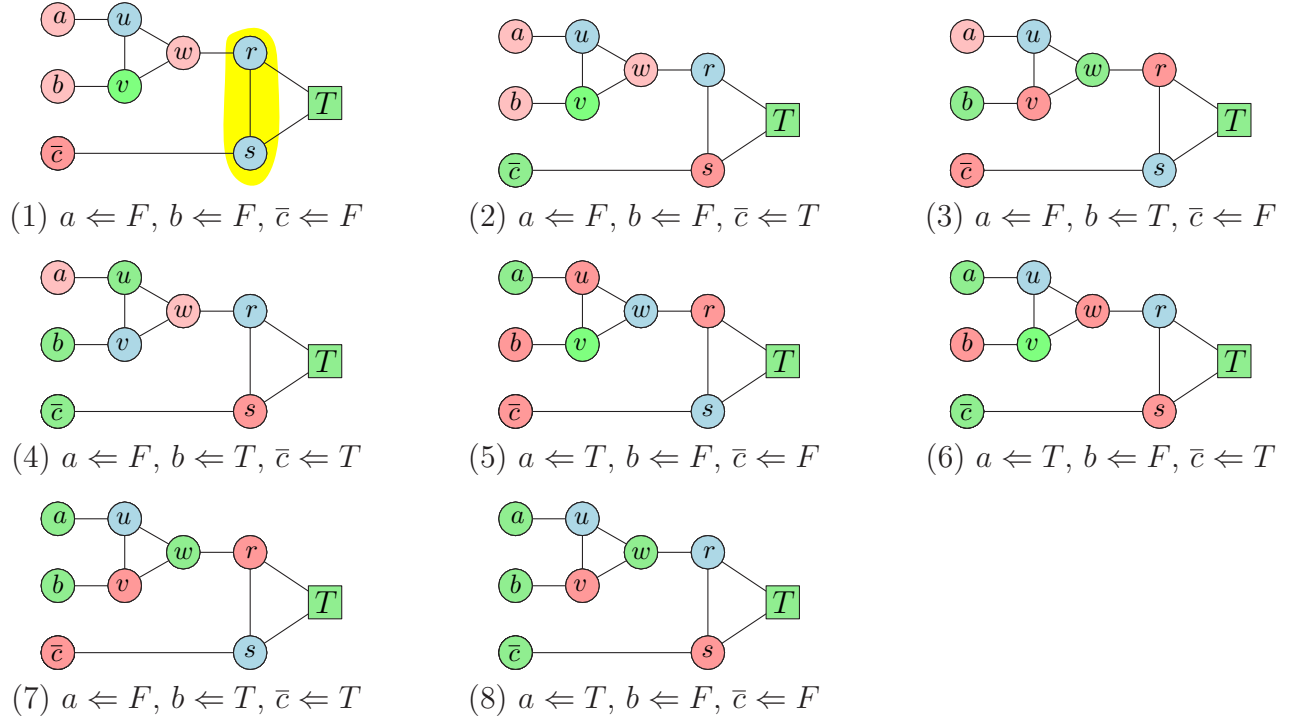 a u w r
b v T
c̅ s
(1) a ⇐ F, b ⇐ F, c̅ ⇐ F
a u w r
b v T
c̅ s
(2) a ⇐ F, b ⇐ F, c̅ ⇐ T
a u w r
b v T
c̅ s
(3) a ⇐ F, b ⇐ T, c̅ ⇐ F
a u w r
b v T
c̅ s
(4) a ⇐ F, b ⇐ T, c̅ ⇐ T
a u w r
b v T
c̅ s
(5) a ⇐ T, b ⇐ F, c̅ ⇐ F
a u w r
b v T
c̅ s
(6) a ⇐ T, b ⇐ F, c̅ ⇐ T
a u w r
b v T
c̅ s
(7) a ⇐ F, b ⇐ T, c̅ ⇐ T
a u w r
b v T
c̅ s
(8) a ⇐ T, b ⇐ F, c̅ ⇐ F